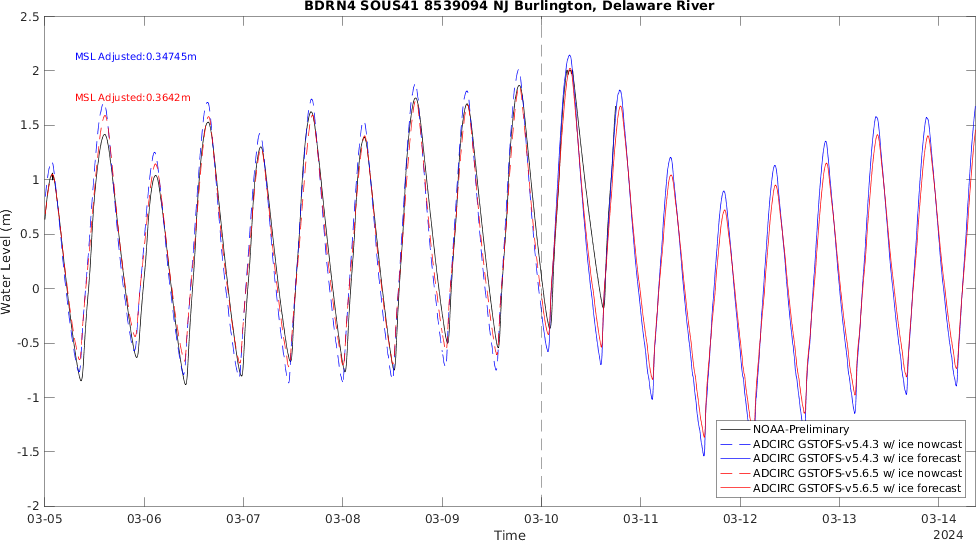 BDRN4 SOUS41 8539094 NJ Burlington, Delaware River
2.5
MSL Adjusted:0.34745m
2
MSL Adjusted:0.3642m
1.5
1
0.5
Water Level (m)
0
-0.5
-1
NOAA-Preliminary
ADCIRC GSTOFS-v5.4.3 w/ ice nowcast
-1.5
ADCIRC GSTOFS-v5.4.3 w/ ice forecast
ADCIRC GSTOFS-v5.6.5 w/ ice nowcast
ADCIRC GSTOFS-v5.6.5 w/ ice forecast
-2
03-05 03-06 03-07 03-08 03-09 03-10 03-11 03-12 03-13 03-14
Time 2024